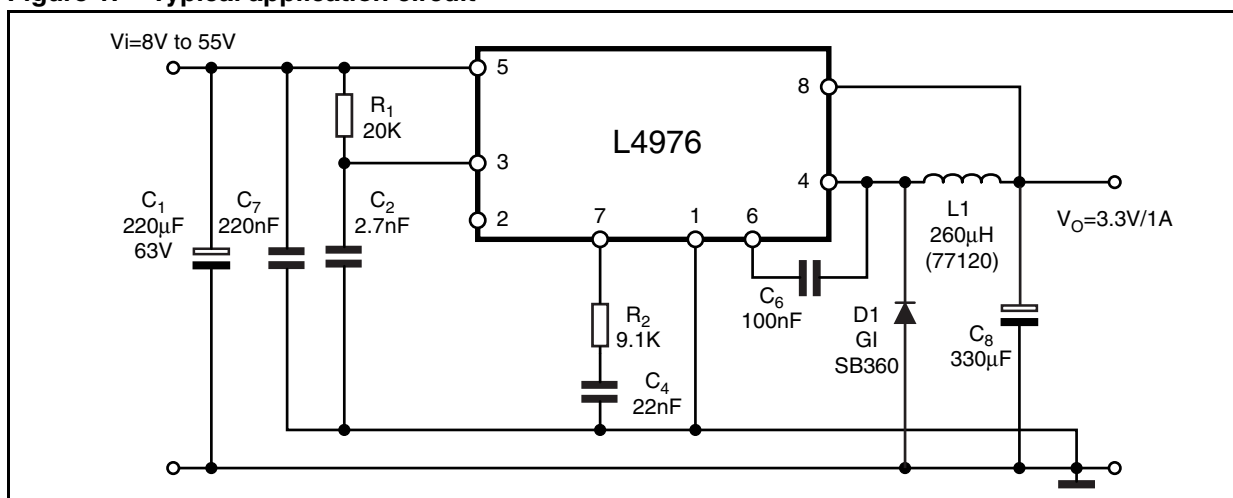 Figure 1. Typical application circuit
Vi=8V to 55V
5
8
R1
20K
L4976
3
4
C1
220µF
63V
C7
220nF
C2
2.7nF
2
7
1
6
L1
260µH
(77120)
VO=3.3V/1A
C6
100nF
R2
9.1K
D1
GI
SB360
C8
330µF
C4
22nF